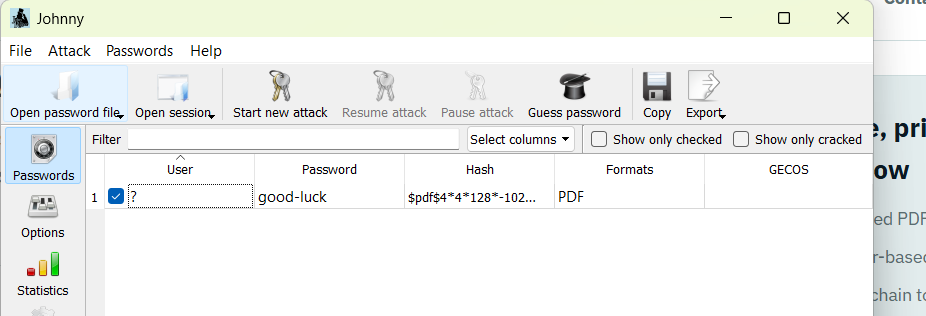 Johnny
File Attack Passwords Help
Open password file Open session Start new attack Resume attack Pause attack Guess password Copy Export
Filter Select columns Show only checked Show only cracked
Passwords
User Password Hash Formats GECOS
1 ? good-luck $pdf$4*4*128*-102... PDF
Options
Statistics
e, pri
ow
ed PDF
r-based
chain to